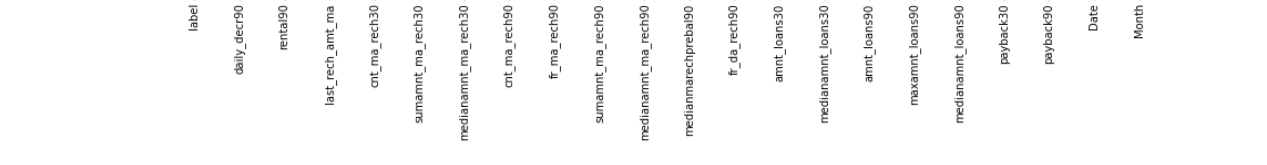 label
daily_decr90
rental90
last_rech_amt_ma
cnt_ma_rech30
sumamnt_ma_rech30
medianamnt_ma_rech30
cnt_ma_rech90
fr_ma_rech90
sumamnt_ma_rech90
medianamnt_ma_rech90
medianmarechprebal90
fr_da_rech90
amnt_loans30
medianamnt_loans30
amnt_loans90
maxamnt_loans90
medianamnt_loans90
payback30
payback90
Date
Month